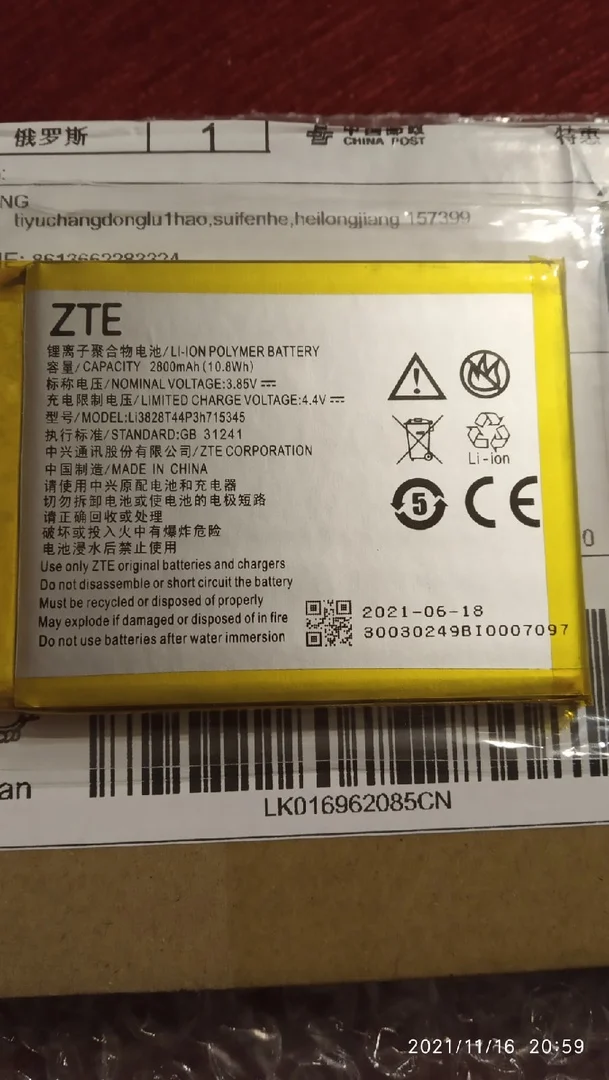 俄罗斯 1 中国邮政 特惠
CHINA POST
NG
tiyuchangdonglu1hao,suifenhe,heilongjiang 157399
ZTE
锂离子聚合物电池/LI-ION POLYMER BATTERY
容量/CAPACITY 2800mAh (10.8Wh)
标称电压/NOMINAL VOLTAGE:3.85V
充电限制电压/LIMITED CHARGE VOLTAGE:4.4V
型号/MODEL:Li3828T44P3h715345
执行标准/STANDARD:GB 31241
中兴通讯股份有限公司/ZTE CORPORATION
中国制造/MADE IN CHINA
请使用中兴原配电池和充电器
切勿拆卸电池或使电池的电极短路
请正确回收或处理
破坏或投入火中有爆炸危险
电池浸水后禁止使用
Use only ZTE original batteries and chargers
Do not disassemble or short circuit the battery
Must be recycled or disposed of properly
May explode if damaged or disposed of in fire
Do not use batteries after water immersion
Li-ion
5 CE
2021-06-18
30030249BI0007097
0
an
LK016962085CN
2021/11/16 20:59